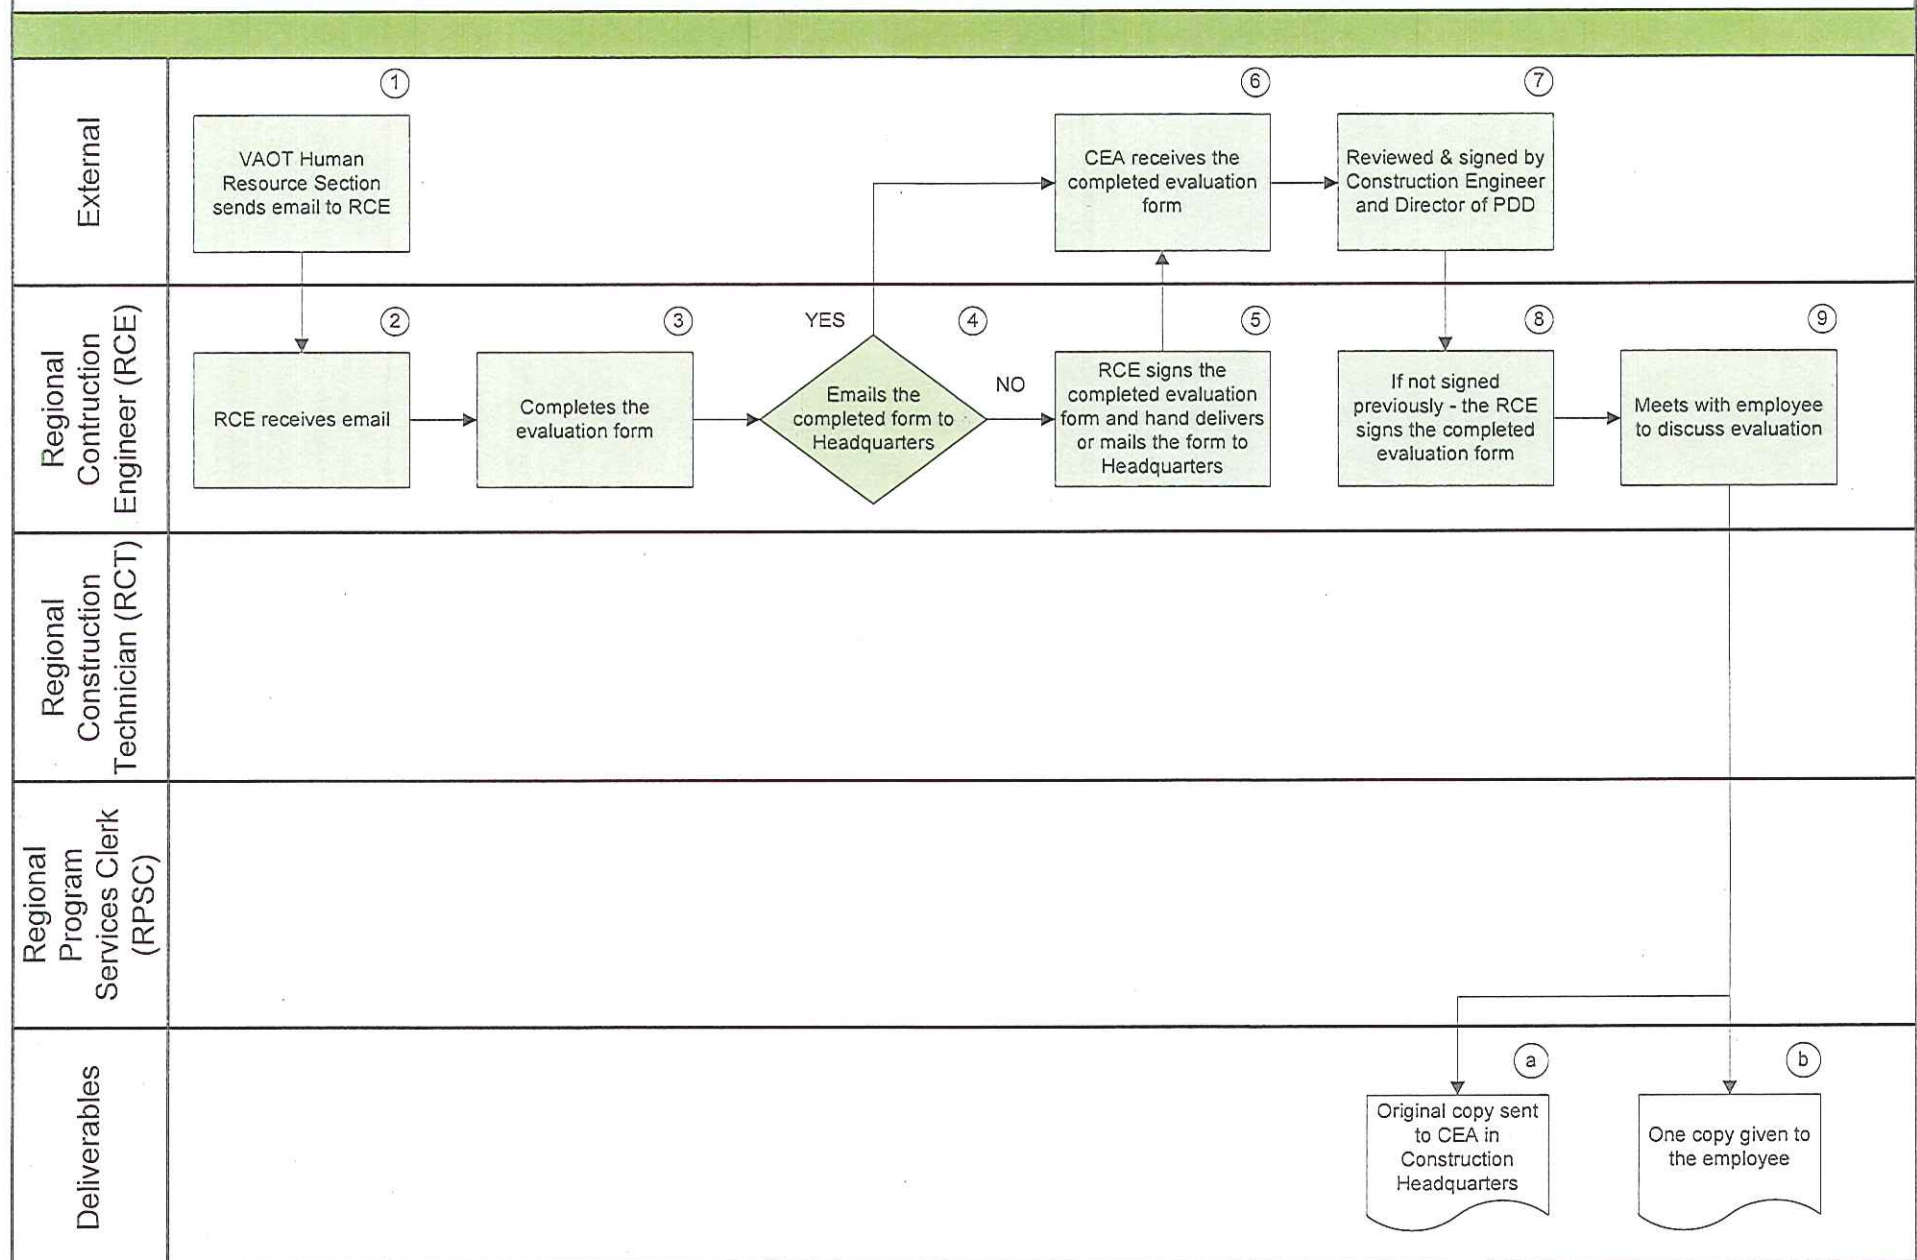 External
1
VAOT Human
Resource Section
sends email to RCE
6
CEA receives the
completed evaluation
form
7
Reviewed & signed by
Construction Engineer
and Director of PDD
Regional
Contruction
Engineer (RCE)
2
RCE receives email
3
Completes the
evaluation form
YES
4
Emails the
completed form to
Headquarters
NO
5
RCE signs the
completed evaluation
form and hand delivers
or mails the form to
Headquarters
8
If not signed
previously - the RCE
signs the completed
evaluation form
9
Meets with employee
to discuss evaluation
Regional
Construction
Technician (RCT)
Regional
Program
Services Clerk
(RPSC)
Deliverables
a
Original copy sent
to CEA in
Construction
Headquarters
b
One copy given to
the employee